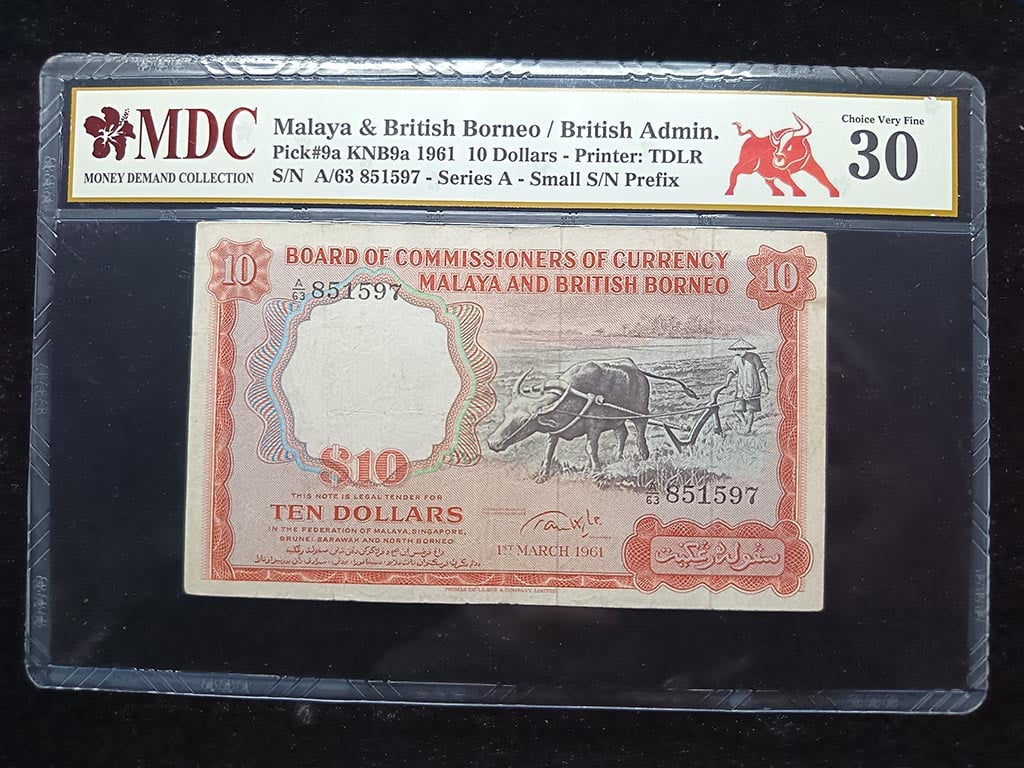 MDC
MONEY DEMAND COLLECTION
Malaya & British Borneo / British Admin.
Pick#9a KNB9a 1961 10 Dollars - Printer: TDLR
S/N A/63 851597 - Series A - Small S/N Prefix
Choice Very Fine
30
10
BOARD OF COMMISSIONERS OF CURRENCY
MALAYA AND BRITISH BORNEO
10
A/63 851597
$10
THIS NOTE IS LEGAL TENDER FOR
TEN DOLLARS
IN THE FEDERATION OF MALAYA, SINGAPORE,
BRUNEI, SARAWAK AND NORTH BORNEO
A/63 851597
1ST MARCH 1961
THOMAS DE LA RUE & COMPANY, LIMITED